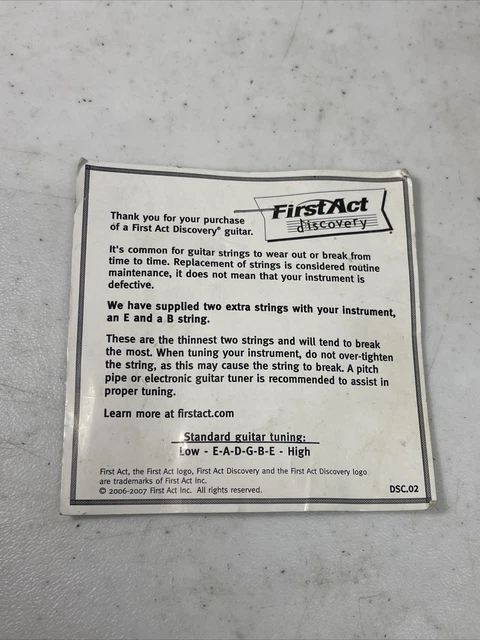 First Act
discovery
Thank you for your purchase
of a First Act Discovery® guitar.
It's common for guitar strings to wear out or break from
time to time. Replacement of strings is considered routine
maintenance, it does not mean that your instrument is
defective.
We have supplied two extra strings with your instrument,
an E and a B string.
These are the thinnest two strings and will tend to break
the most. When tuning your instrument, do not over-tighten
the string, as this may cause the string to break. A pitch
pipe or electronic guitar tuner is recommended to assist in
proper tuning.
Learn more at firstact.com
Standard guitar tuning:
Low - E-A-D-G-B-E - High
First Act, the First Act logo, First Act Discovery and the First Act Discovery logo
are trademarks of First Act Inc.
© 2006-2007 First Act Inc. All rights reserved.
DSC.02